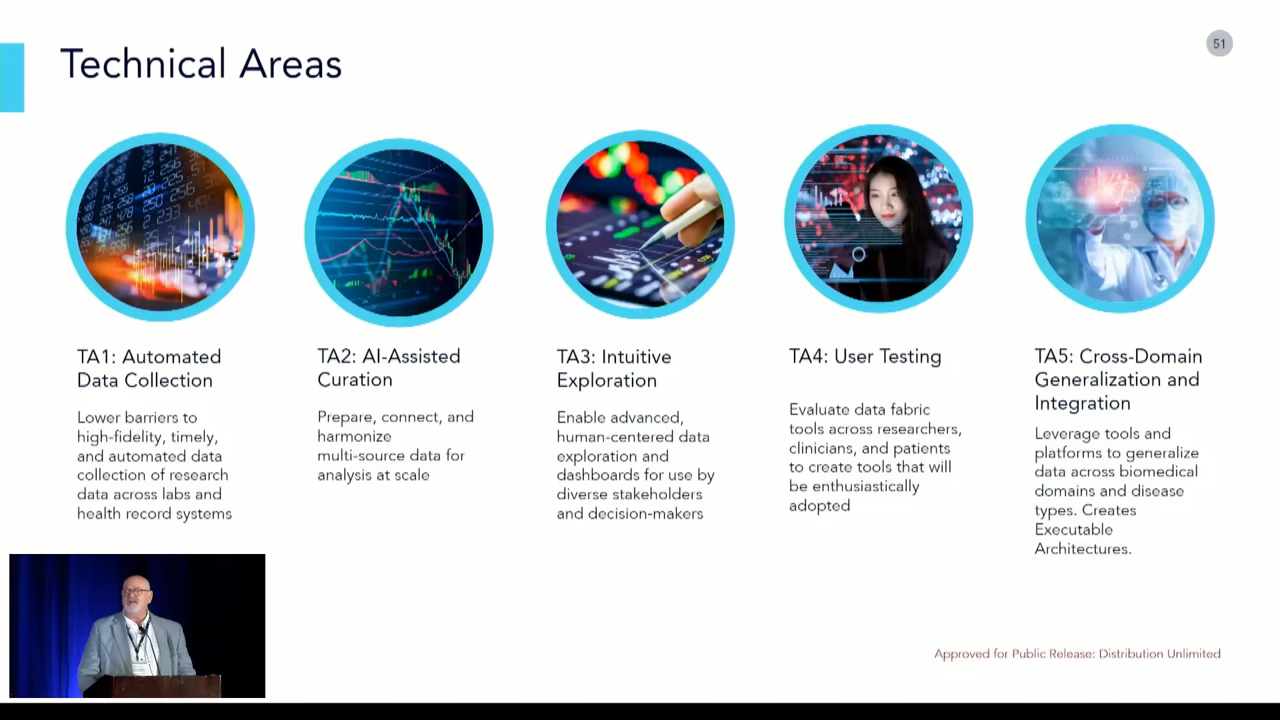 51
Technical Areas
TA1: Automated
Data Collection
Lower barriers to
high-fidelity, timely,
and automated data
collection of research
data across labs and
health record systems
TA2: AI-Assisted
Curation
Prepare, connect, and
harmonize
multi-source data for
analysis at scale
TA3: Intuitive
Exploration
Enable advanced,
human-centered data
exploration and
dashboards for use by
diverse stakeholders
and decision-makers
TA4: User Testing
Evaluate data fabric
tools across researchers,
clinicians, and patients
to create tools that will
be enthusiastically
adopted
TA5: Cross-Domain
Generalization and
Integration
Leverage tools and
platforms to generalize
data across biomedical
domains and disease
types. Creates
Executable
Architectures.
Approved for Public Release: Distribution Unlimited